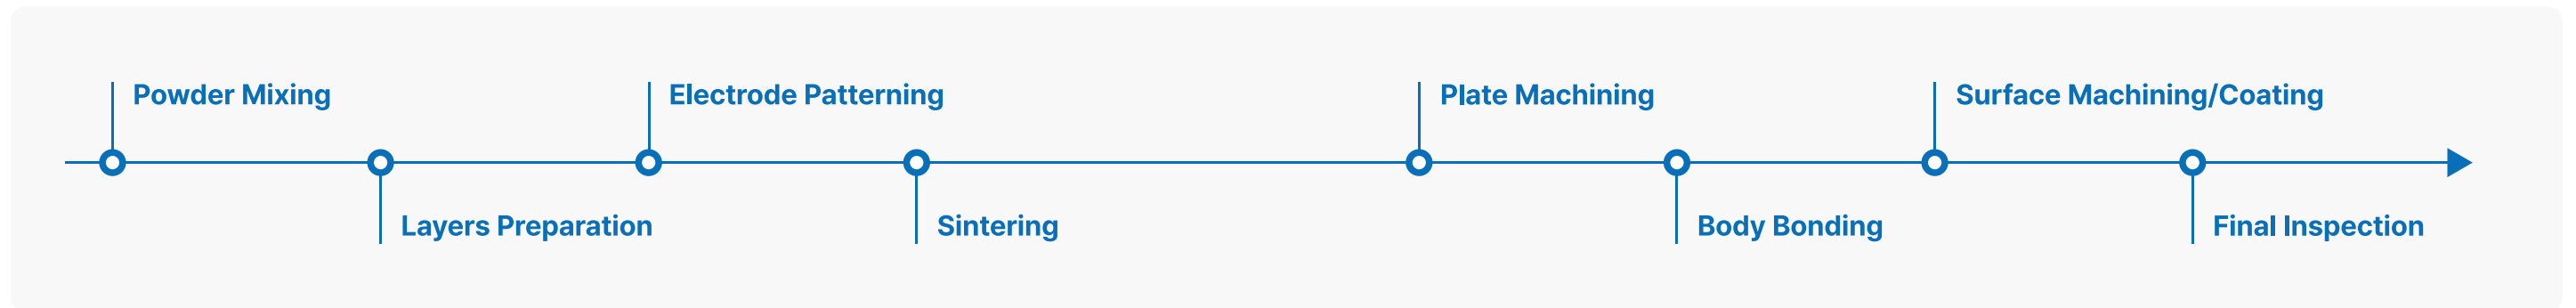 Powder Mixing
Layers Preparation
Electrode Patterning
Sintering
Plate Machining
Body Bonding
Surface Machining/Coating
Final Inspection